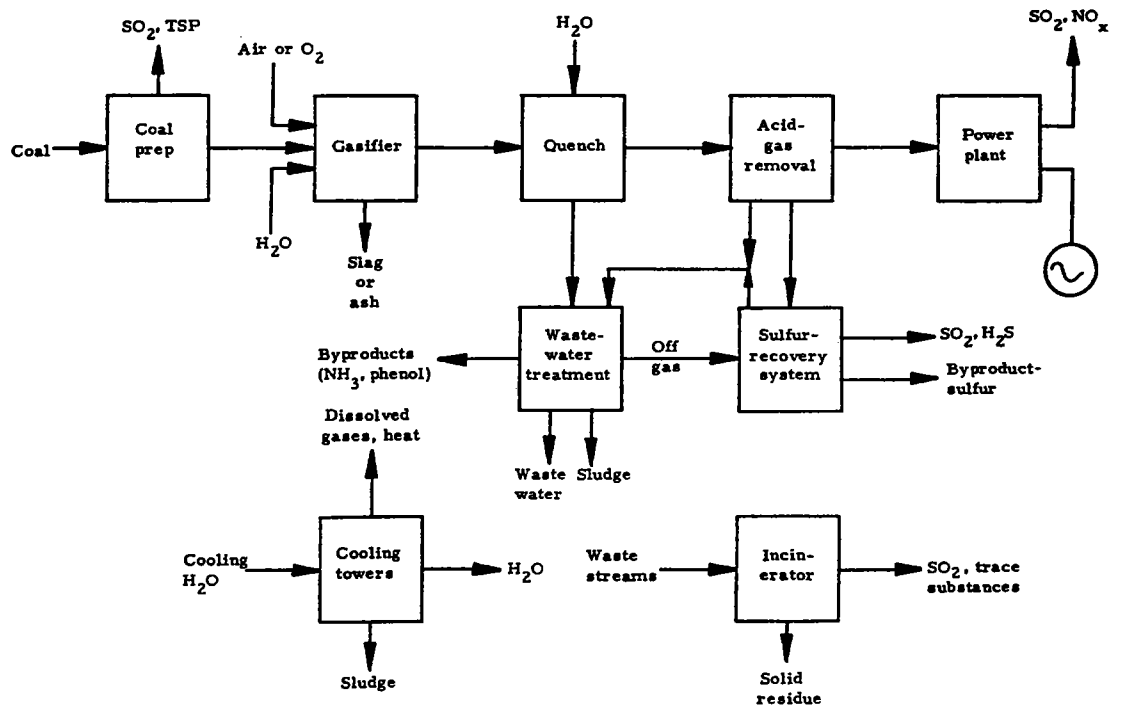 SO2, TSP
Air or O2
H2O
SO2, NOx
Coal
Coal
prep
Gasifier
Quench
Acid-
gas
removal
Power
plant
H2O
Slag
or
ash
Waste-
water
treatment
Off
gas
Sulfur-
recovery
system
SO2, H2S
Byproduct-
sulfur
Byproducts
(NH3, phenol)
Dissolved
gases, heat
Waste
water
Sludge
Cooling
H2O
Cooling
towers
H2O
Sludge
Waste
streams
Incin-
erator
SO2, trace
substances
Solid
residue